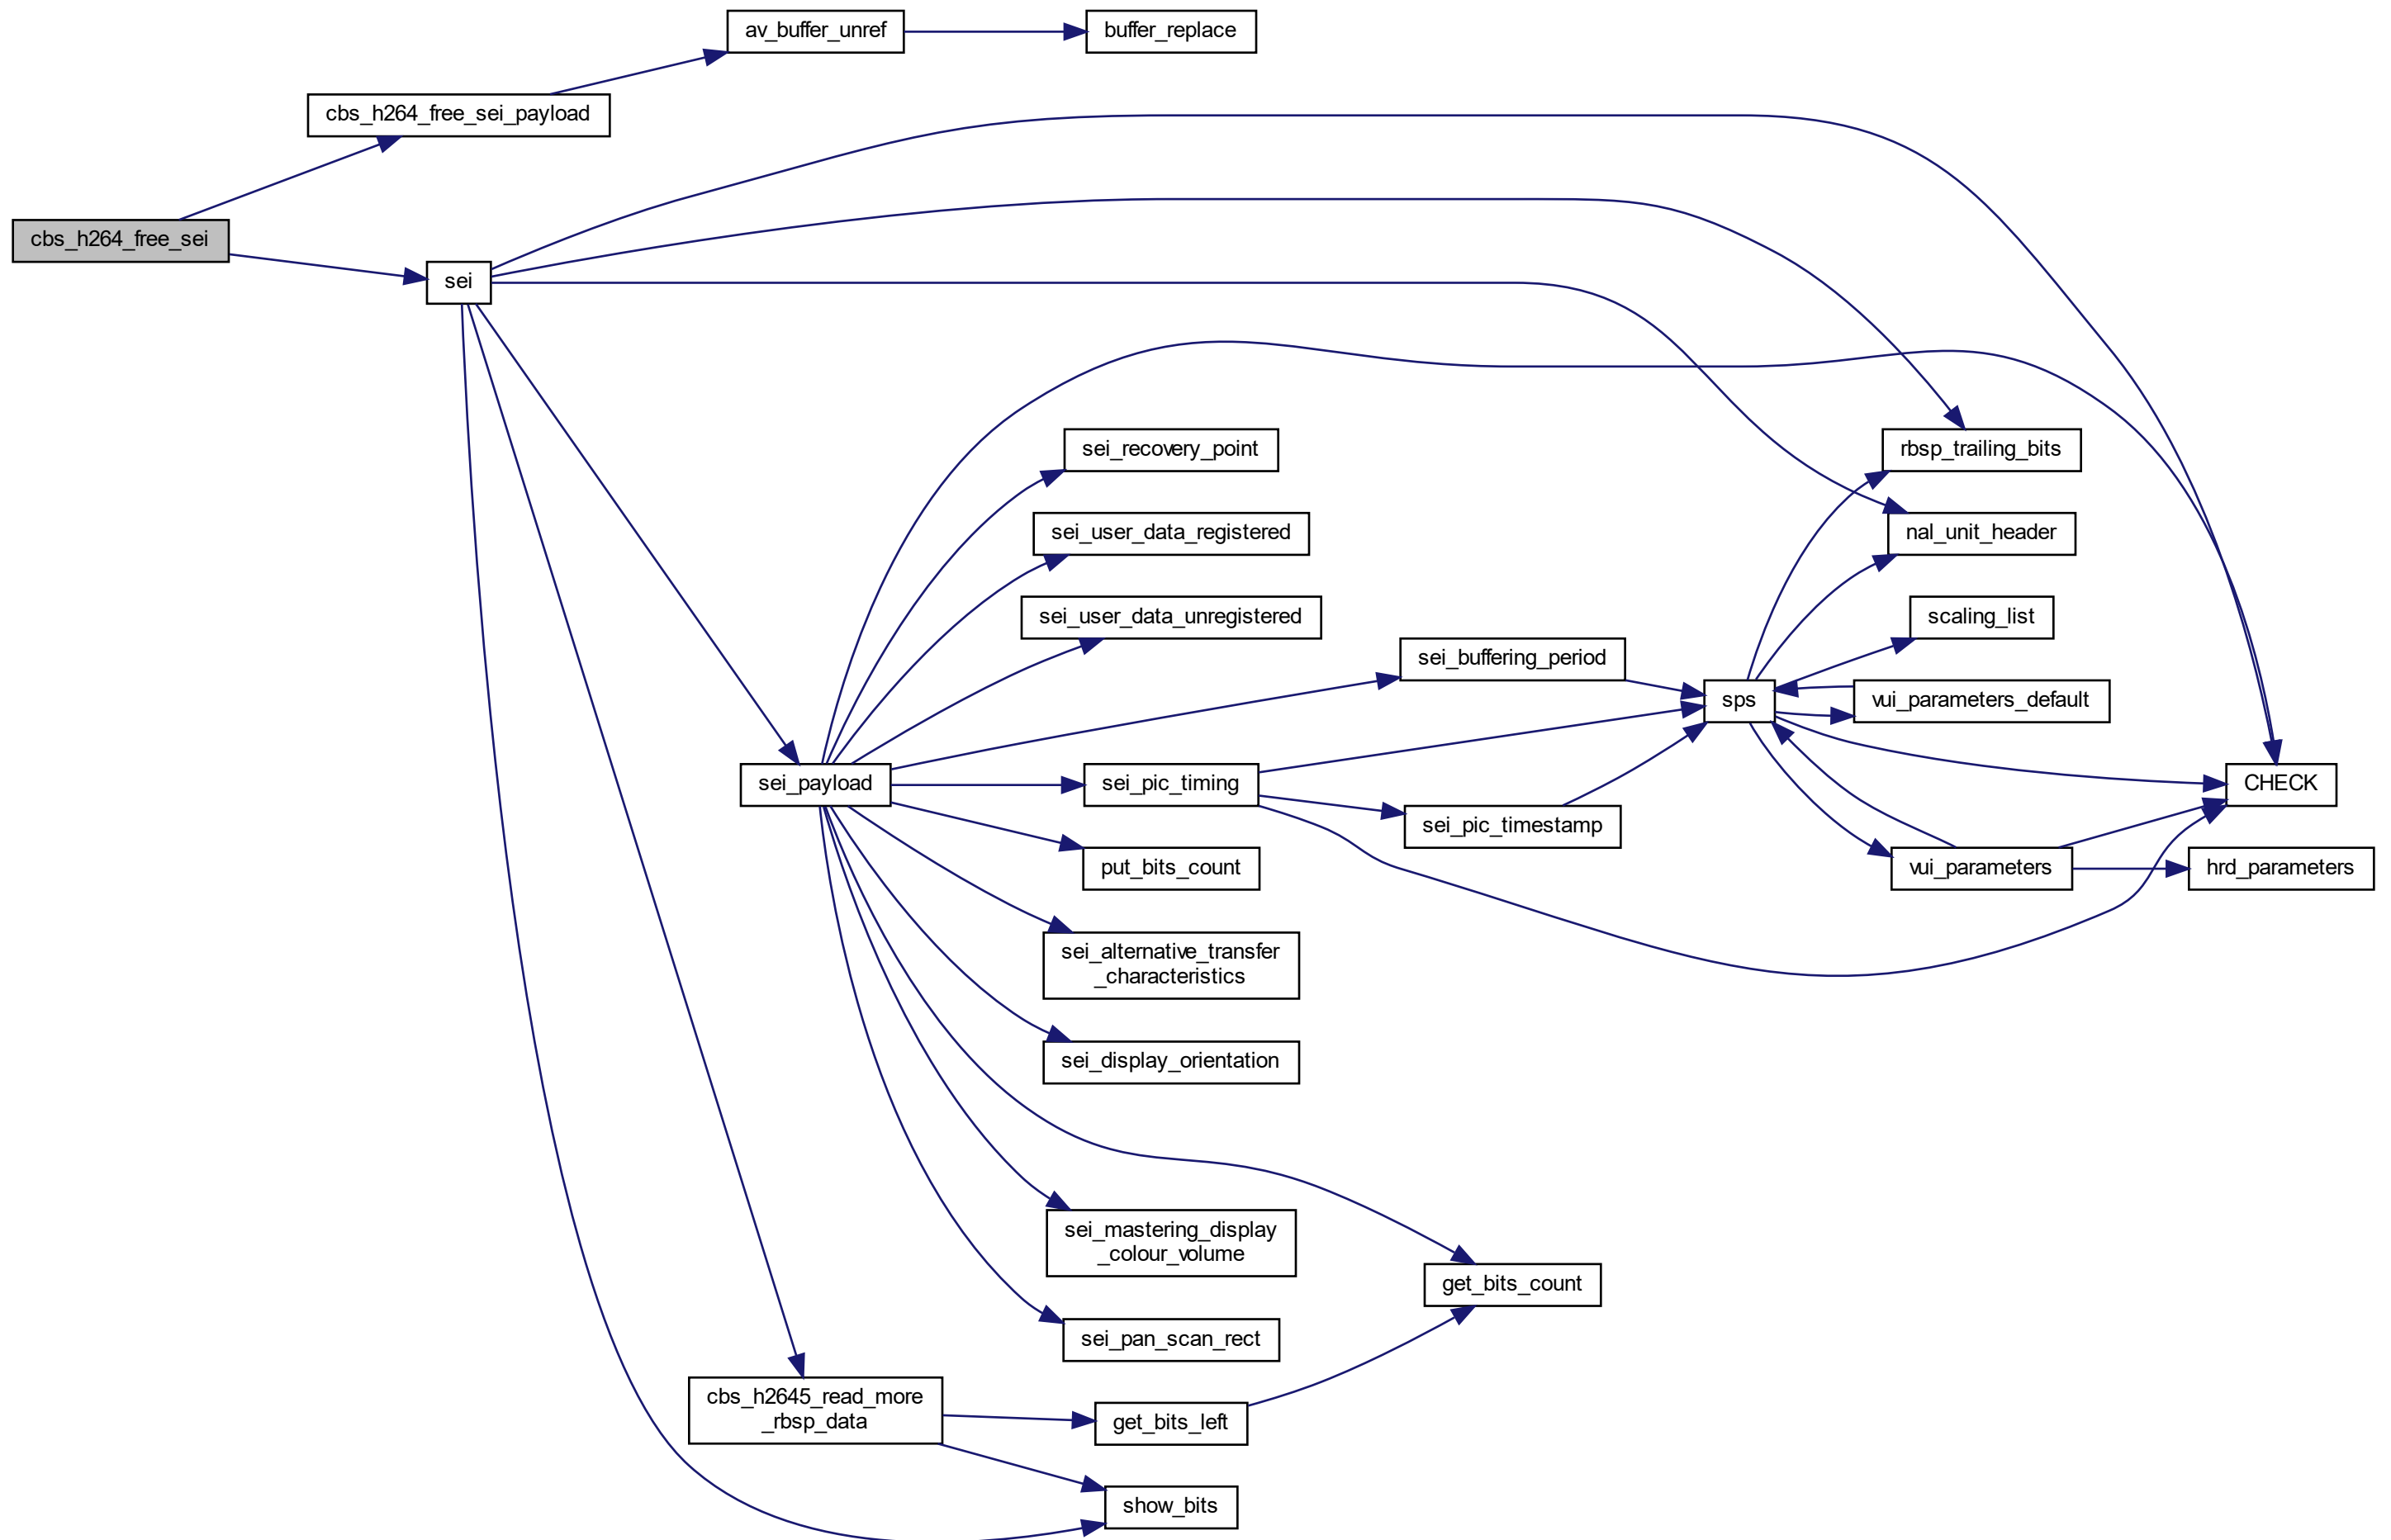 av_buffer_unref
buffer_replace
cbs_h264_free_sei_payload
cbs_h264_free_sei
sei
sei_recovery_point
rbsp_trailing_bits
sei_user_data_registered
nal_unit_header
sei_user_data_unregistered
scaling_list
sei_buffering_period
sps
vui_parameters_default
sei_payload
sei_pic_timing
CHECK
sei_pic_timestamp
put_bits_count
vui_parameters
hrd_parameters
sei_alternative_transfer
_characteristics
sei_display_orientation
sei_mastering_display
_colour_volume
get_bits_count
sei_pan_scan_rect
cbs_h2645_read_more
_rbsp_data
get_bits_left
show_bits